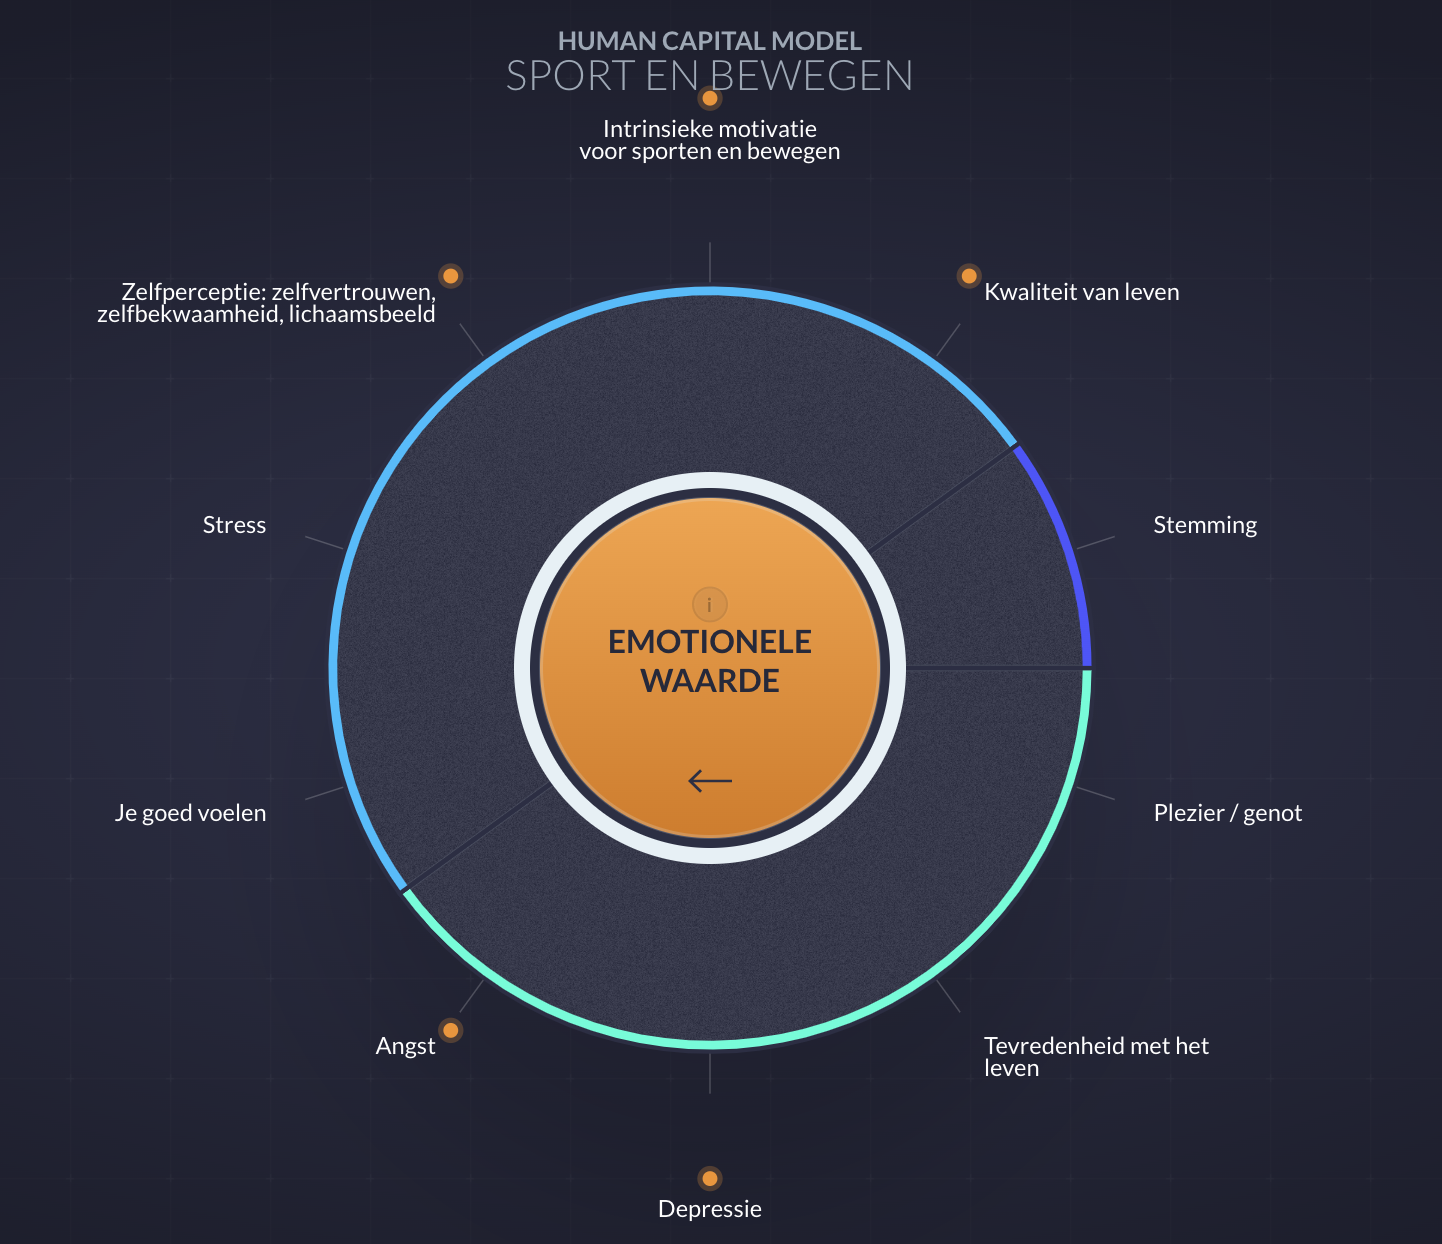 HUMAN CAPITAL MODEL
SPORT EN BEWEGEN
Intrinsieke motivatie
voor sporten en bewegen
Zelfperceptie: zelfvertrouwen,
zelfbekwaamheid, lichaamsbeeld
Kwaliteit van leven
Stress
Stemming
i
EMOTIONELE
WAARDE
Je goed voelen
Plezier / genot
Angst
Tevredenheid met het
leven
Depressie